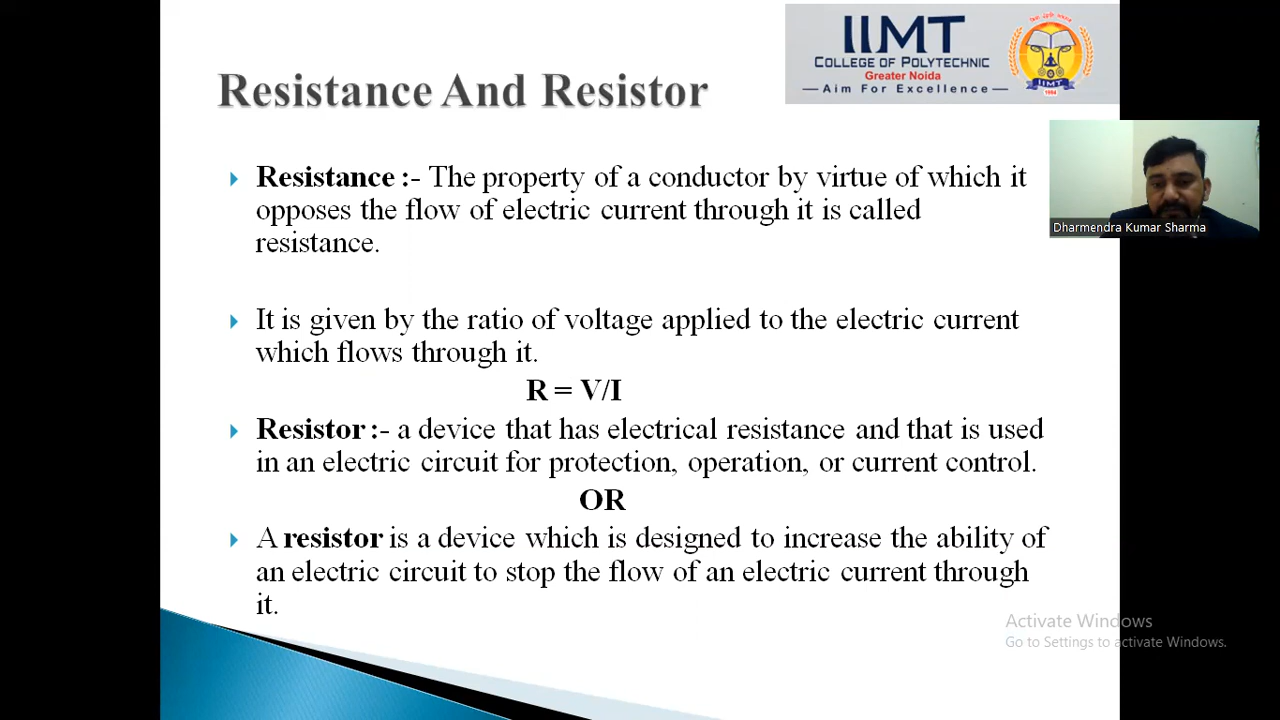 IIMT
COLLEGE OF POLYTECHNIC
Greater Noida
Aim For Excellence
IIMT
Resistance And Resistor
Resistance :- The property of a conductor by virtue of which it
opposes the flow of electric current through it is called
resistance.
Dharmendra Kumar Sharma
It is given by the ratio of voltage applied to the electric current
which flows through it.
R = V/I
Resistor :- a device that has electrical resistance and that is used
in an electric circuit for protection, operation, or current control.
OR
A resistor is a device which is designed to increase the ability of
an electric circuit to stop the flow of an electric current through
it.
Activate Windows
Go to Settings to activate Windows.